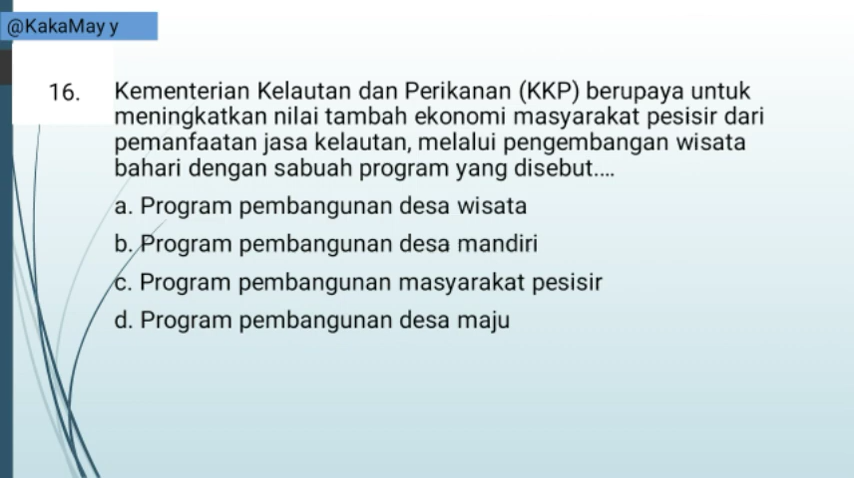 @KakaMay y
16. Kementerian Kelautan dan Perikanan (KKP) berupaya untuk
meningkatkan nilai tambah ekonomi masyarakat pesisir dari
pemanfaatan jasa kelautan, melalui pengembangan wisata
bahari dengan sabuah program yang disebut....
a. Program pembangunan desa wisata
b. Program pembangunan desa mandiri
c. Program pembangunan masyarakat pesisir
d. Program pembangunan desa maju